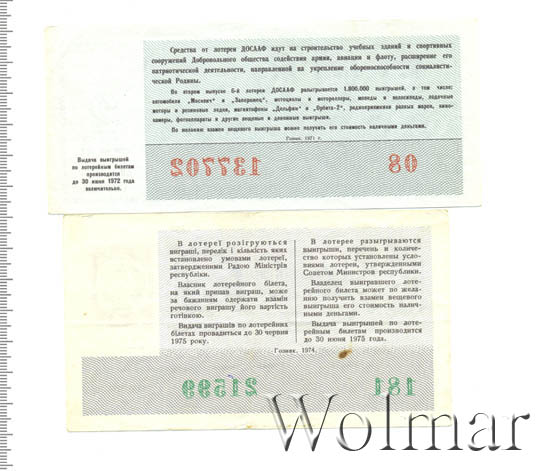 Средства от лотереи ДОСААФ идут на строительство учебных зданий и спортивных
сооружений Добровольного общества содействия армии, авиации и флоту, расширение его
патриотической деятельности, направленной на укрепление обороноспособности социалисти-
ческой Родины.
Во втором выпуске 6-й лотереи ДОСААФ разыгрывается 1.800.000 выигрышей, в том числе:
автомобили «Москвич» и «Запорожец», мотоциклы и мотороллеры, мопеды и велосипеды, лодочные
моторы и резиновые лодки, магнитофоны «Дельфин» и «Орбита-2», радиоприемники разных марок, кино-
камеры, фотоаппараты и другие вещевые и денежные выигрыши.
По желанию взамен вещевого выигрыша может получить его стоимость наличными деньгами.
Гознак. 1971 г.
Выдача выигрышей
по лотерейным билетам
производится
до 30 июня 1972 года
включительно.
137702
08
В лотереї розігруються
виграші, перелік і кількість яких
встановлено умовами лотереї,
затвердженими Радою Міністрів
республіки.
Власник лотерейного білета,
на який припав виграш, може
за бажанням одержати взамін
речового виграшу його вартість
готівкою.
Видача виграшів по лотерейних
білетах провадиться до 30 червня
1975 року.
В лотерее разыгрываются
выигрыши, перечень и количе-
ство которых установлены усло-
виями лотереи, утвержденными
Советом Министров республики.
Владелец выигравшего лоте-
рейного билета может по жела-
нию получить взамен вещевого
выигрыша его стоимость налич-
ными деньгами.
Выдача выигрышей по лоте-
рейным билетам производится
до 30 июня 1975 года.
Гознак. 1974.
21599
181
Wolmar